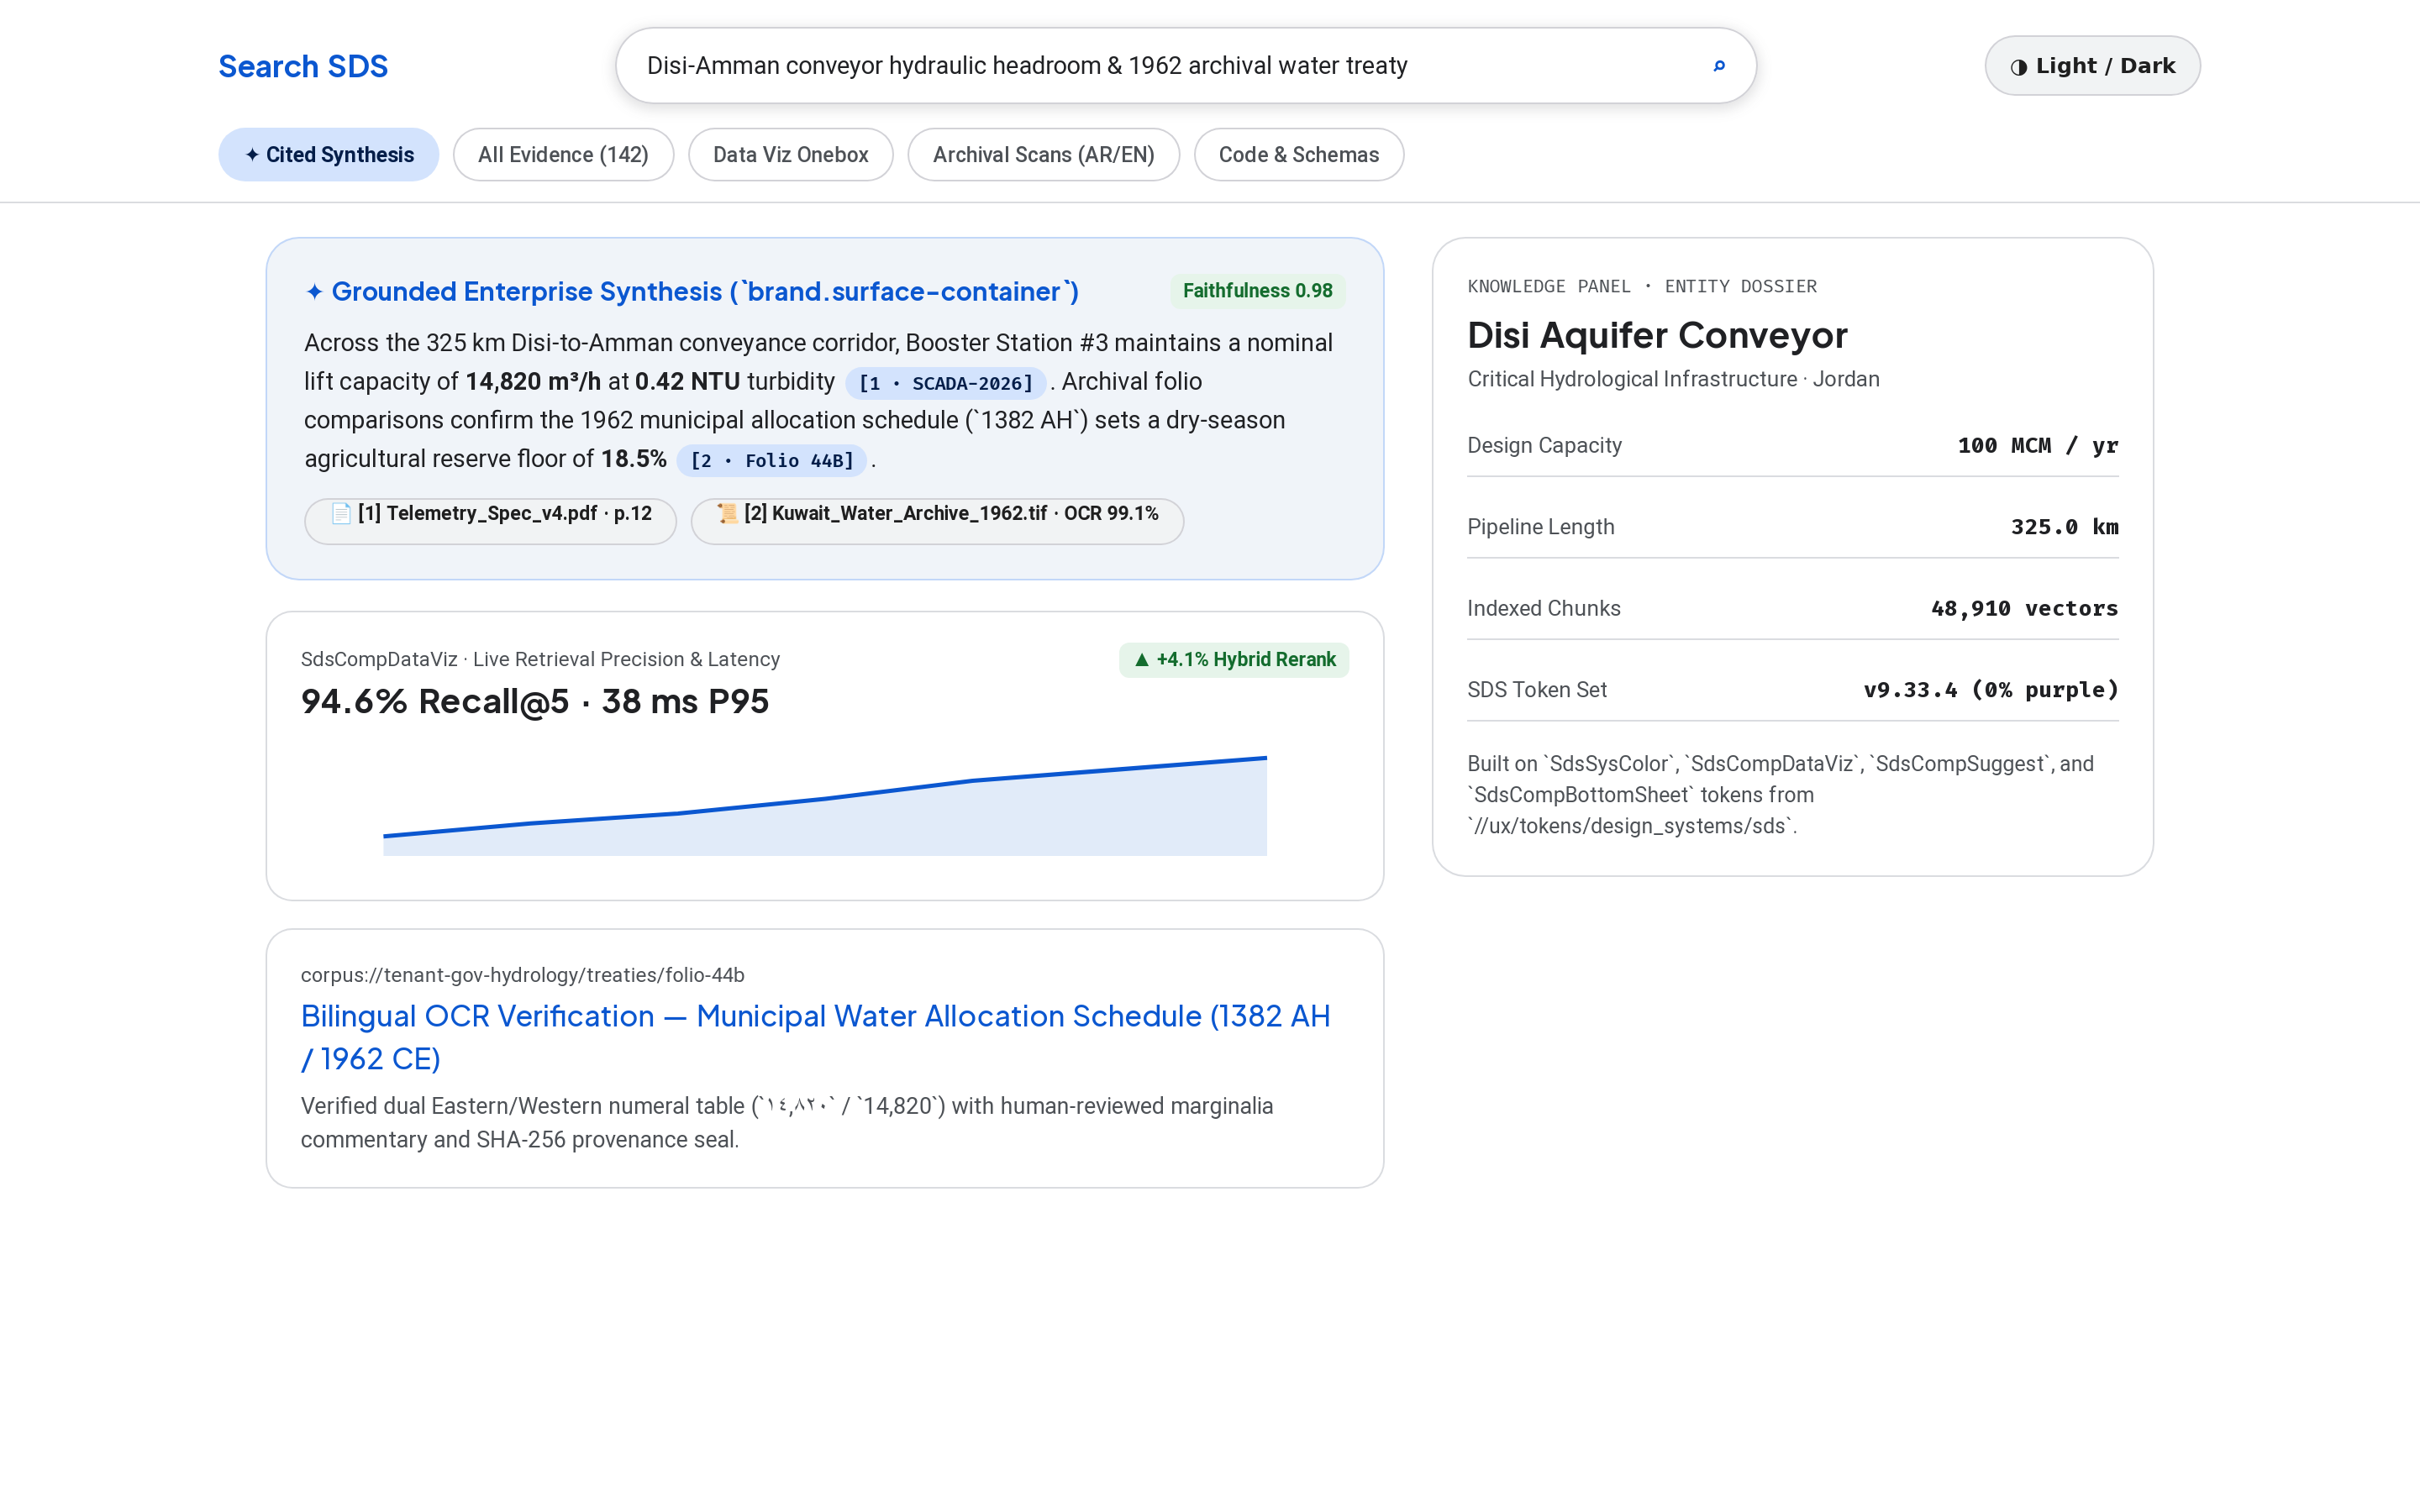 Search SDS
Disi-Amman conveyor hydraulic headroom & 1962 archival water treaty
◑ Light / Dark
✦ Cited Synthesis
All Evidence (142)
Data Viz Onebox
Archival Scans (AR/EN)
Code & Schemas
✦ Grounded Enterprise Synthesis (`brand.surface-container`)
Faithfulness 0.98
Across the 325 km Disi-to-Amman conveyance corridor, Booster Station #3 maintains a nominal
lift capacity of 14,820 m³/h at 0.42 NTU turbidity [1 · SCADA-2026]. Archival folio
comparisons confirm the 1962 municipal allocation schedule (`1382 AH`) sets a dry-season
agricultural reserve floor of 18.5% [2 · Folio 44B].
📄 [1] Telemetry_Spec_v4.pdf · p.12
📜 [2] Kuwait_Water_Archive_1962.tif · OCR 99.1%
SdsCompDataViz · Live Retrieval Precision & Latency
▲ +4.1% Hybrid Rerank
94.6% Recall@5 · 38 ms P95
corpus://tenant-gov-hydrology/treaties/folio-44b
Bilingual OCR Verification — Municipal Water Allocation Schedule (1382 AH
/ 1962 CE)
Verified dual Eastern/Western numeral table (`١٤,٨٢٠` / `14,820`) with human-reviewed marginalia
commentary and SHA-256 provenance seal.
KNOWLEDGE PANEL · ENTITY DOSSIER
Disi Aquifer Conveyor
Critical Hydrological Infrastructure · Jordan
Design Capacity
100 MCM / yr
Pipeline Length
325.0 km
Indexed Chunks
48,910 vectors
SDS Token Set
v9.33.4 (0% purple)
Built on `SdsSysColor`, `SdsCompDataViz`, `SdsCompSuggest`, and
`SdsCompBottomSheet` tokens from
`//ux/tokens/design_systems/sds`.